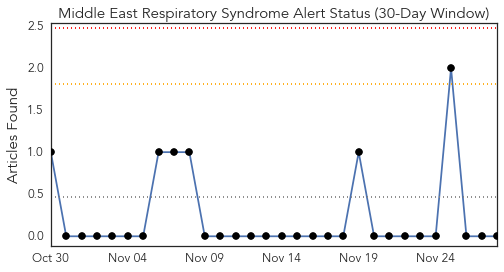 Middle East Respiratory Syndrome Alert Status (30-Day Window)
Articles Found
2.5
2.0
1.5
1.0
0.5
0.0
Oct 30 Nov 04 Nov 09 Nov 14 Nov 19 Nov 24